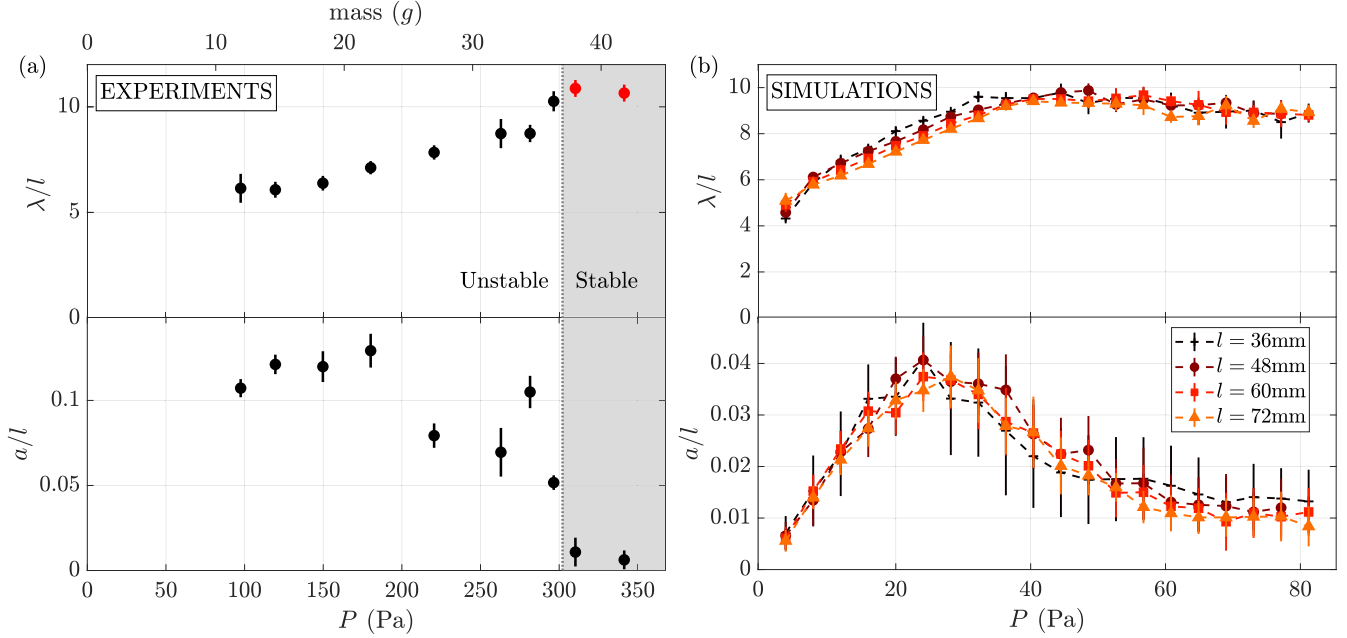 mass (g)
0 10 20 30 40
(a)
EXPERIMENTS
10
5
0
λ/l
Unstable Stable
0.1
0.05
0
a/l
0 50 100 150 200 250 300 350
P (Pa)
(b)
SIMULATIONS
10
8
6
4
2
0
λ/l
l = 36mm
l = 48mm
l = 60mm
l = 72mm
0.04
0.03
0.02
0.01
0
a/l
0 20 40 60 80
P (Pa)